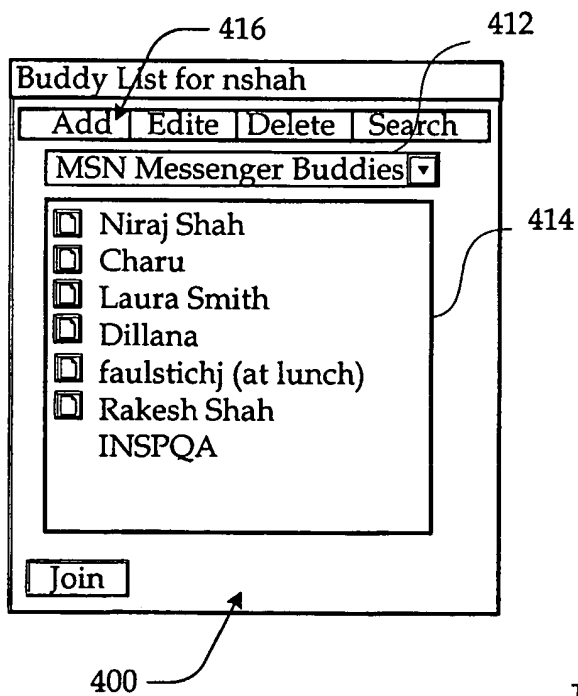 416
412
Buddy List for nshah
Add Edite Delete Search
MSN Messenger Buddies
414
Niraj Shah
Charu
Laura Smith
Dillana
faulstichj (at lunch)
Rakesh Shah
INSPQA
Join
400